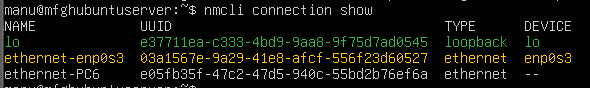 manu@mfghubuntuserver:~$ nmcli connection show
NAME UUID TYPE DEVICE
lo e37711ea-c333-4bd9-9aa8-9f75d7ad0545 loopback lo
ethernet-enp0s3 03a1567e-9a29-41e8-afcf-556f23d60527 ethernet enp0s3
ethernet-PC6 e05fb35f-47c2-47d5-940c-55bd2b76ef6a ethernet --